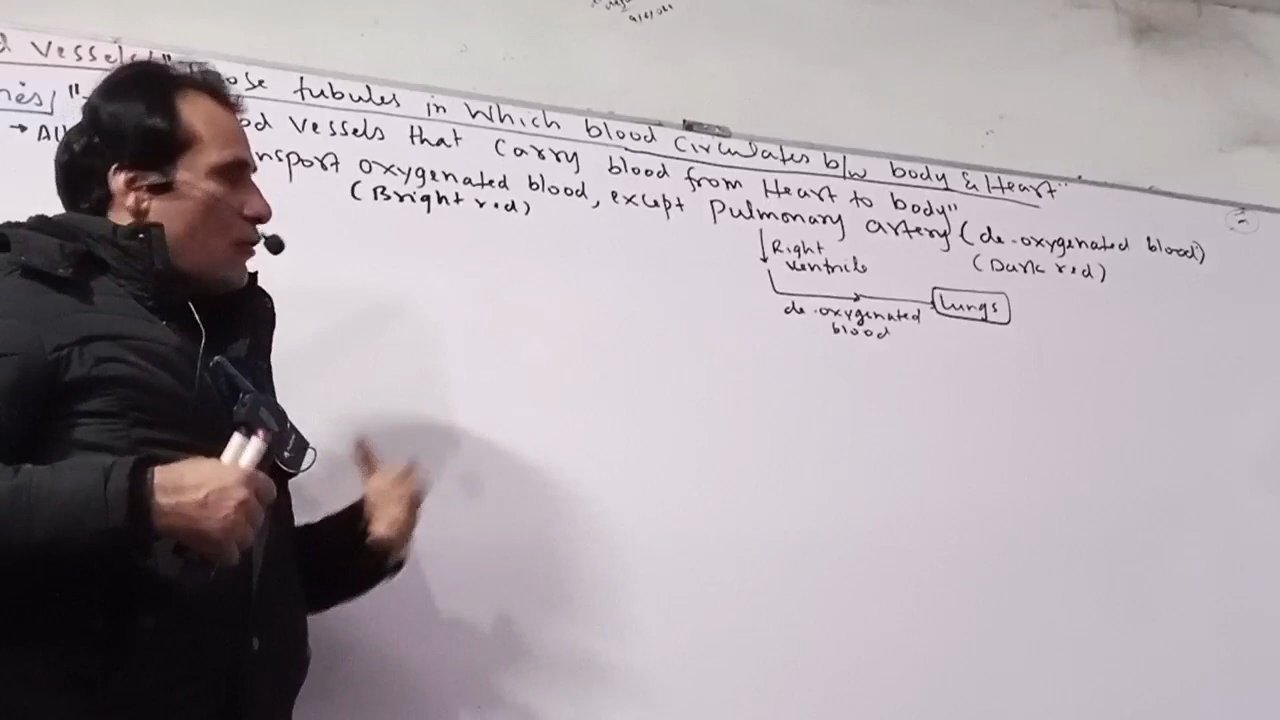 Vessels"
ose tubules in Which blood Circulates b/w body & Heart"
od Vessels that Carry blood from Heart to body"
→ All nsport oxygenated blood, except Pulmonary artery (de-oxygenated blood)
(Bright red)
(Dark red)
Right
Ventricle
Lungs
de-oxygenated
blood